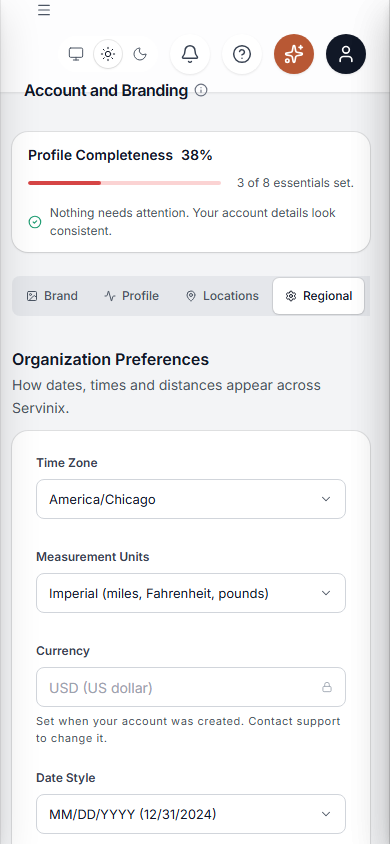 Account and Branding
Profile Completeness 38%
3 of 8 essentials set.
Nothing needs attention. Your account details look
consistent.
Brand
Profile
Locations
Regional
Organization Preferences
How dates, times and distances appear across
Servinix.
Time Zone
America/Chicago
Measurement Units
Imperial (miles, Fahrenheit, pounds)
Currency
USD (US dollar)
Set when your account was created. Contact support
to change it.
Date Style
MM/DD/YYYY (12/31/2024)